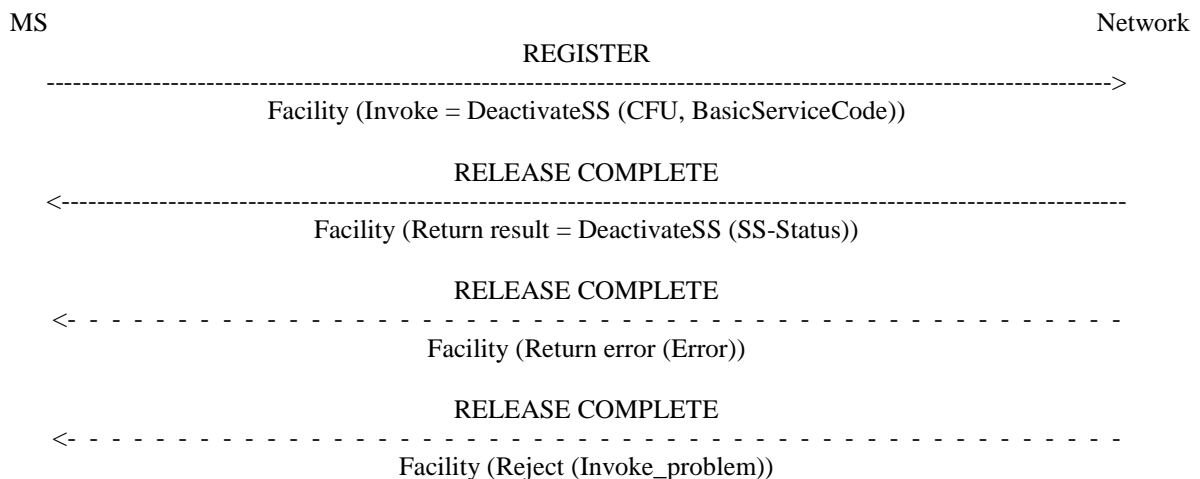 MS Network
REGISTER
------------------------------------------------------------------------------------------------------------------------>
Facility (Invoke = DeactivateSS (CFU, BasicServiceCode))
RELEASE COMPLETE
<------------------------------------------------------------------------------------------------------------------------
Facility (Return result = DeactivateSS (SS-Status))
RELEASE COMPLETE
<- - - - - - - - - - - - - - - - - - - - - - - - - - - - - - - - - - - - - - - - - - - - -
Facility (Return error (Error))
RELEASE COMPLETE
<- - - - - - - - - - - - - - - - - - - - - - - - - - - - - - - - - - - - - - - - - - - - -
Facility (Reject (Invoke_problem))